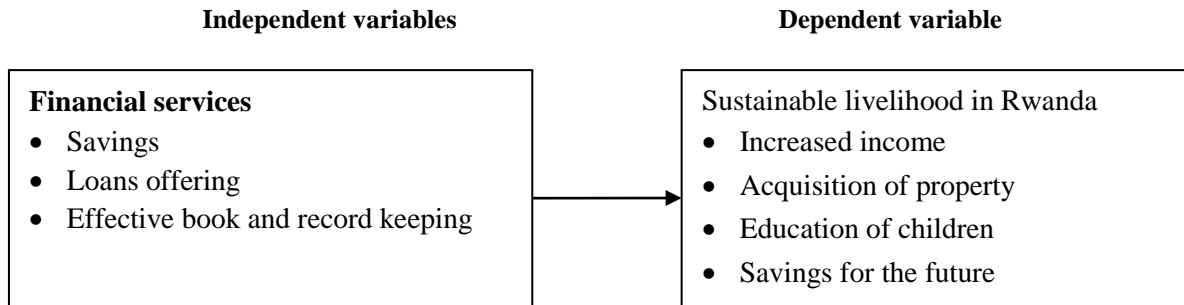 Independent variables
Dependent variable
Financial services
• Savings
• Loans offering
• Effective book and record keeping
Sustainable livelihood in Rwanda
• Increased income
• Acquisition of property
• Education of children
• Savings for the future